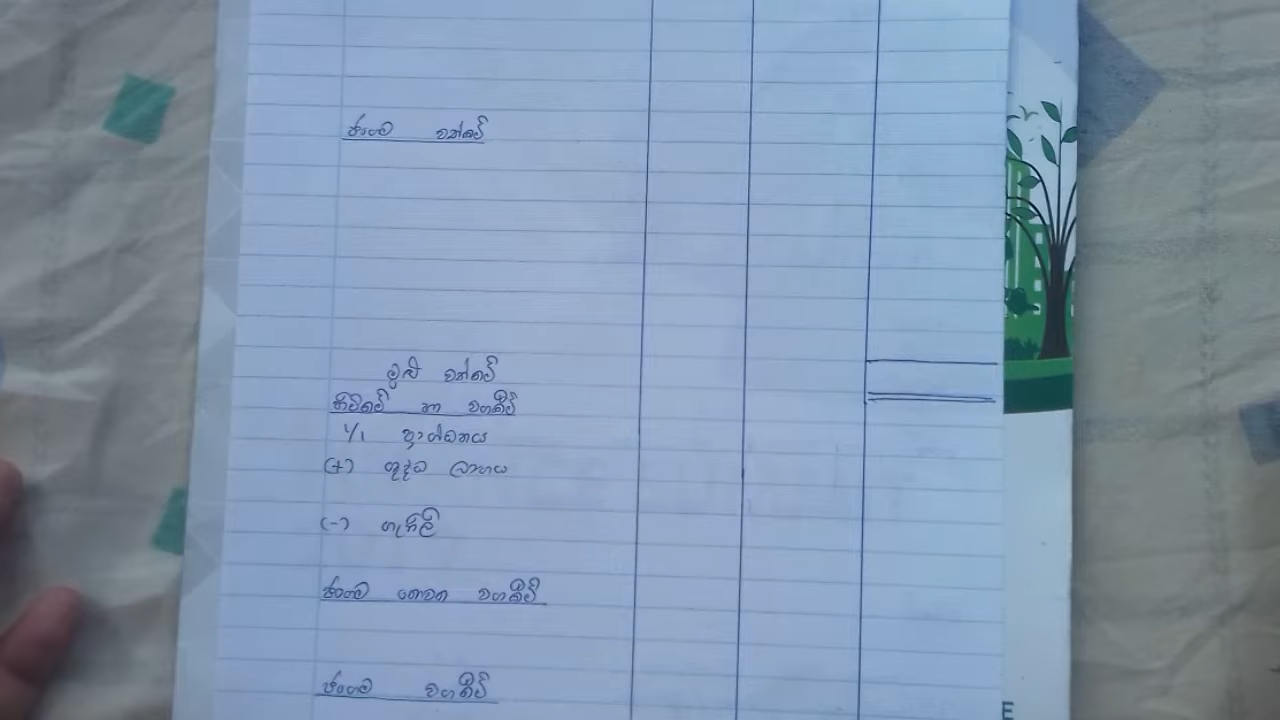 ජංගම වත්කම්
මුළු වත්කම්
හිමිකම් හා වගකීම්
1/1 ප්‍රාග්ධනය
(+) ශුද්ධ ලාභය
(-) ගැනිලි
ජංගම නොවන වගකීම්
ජංගම වගකීම්
E